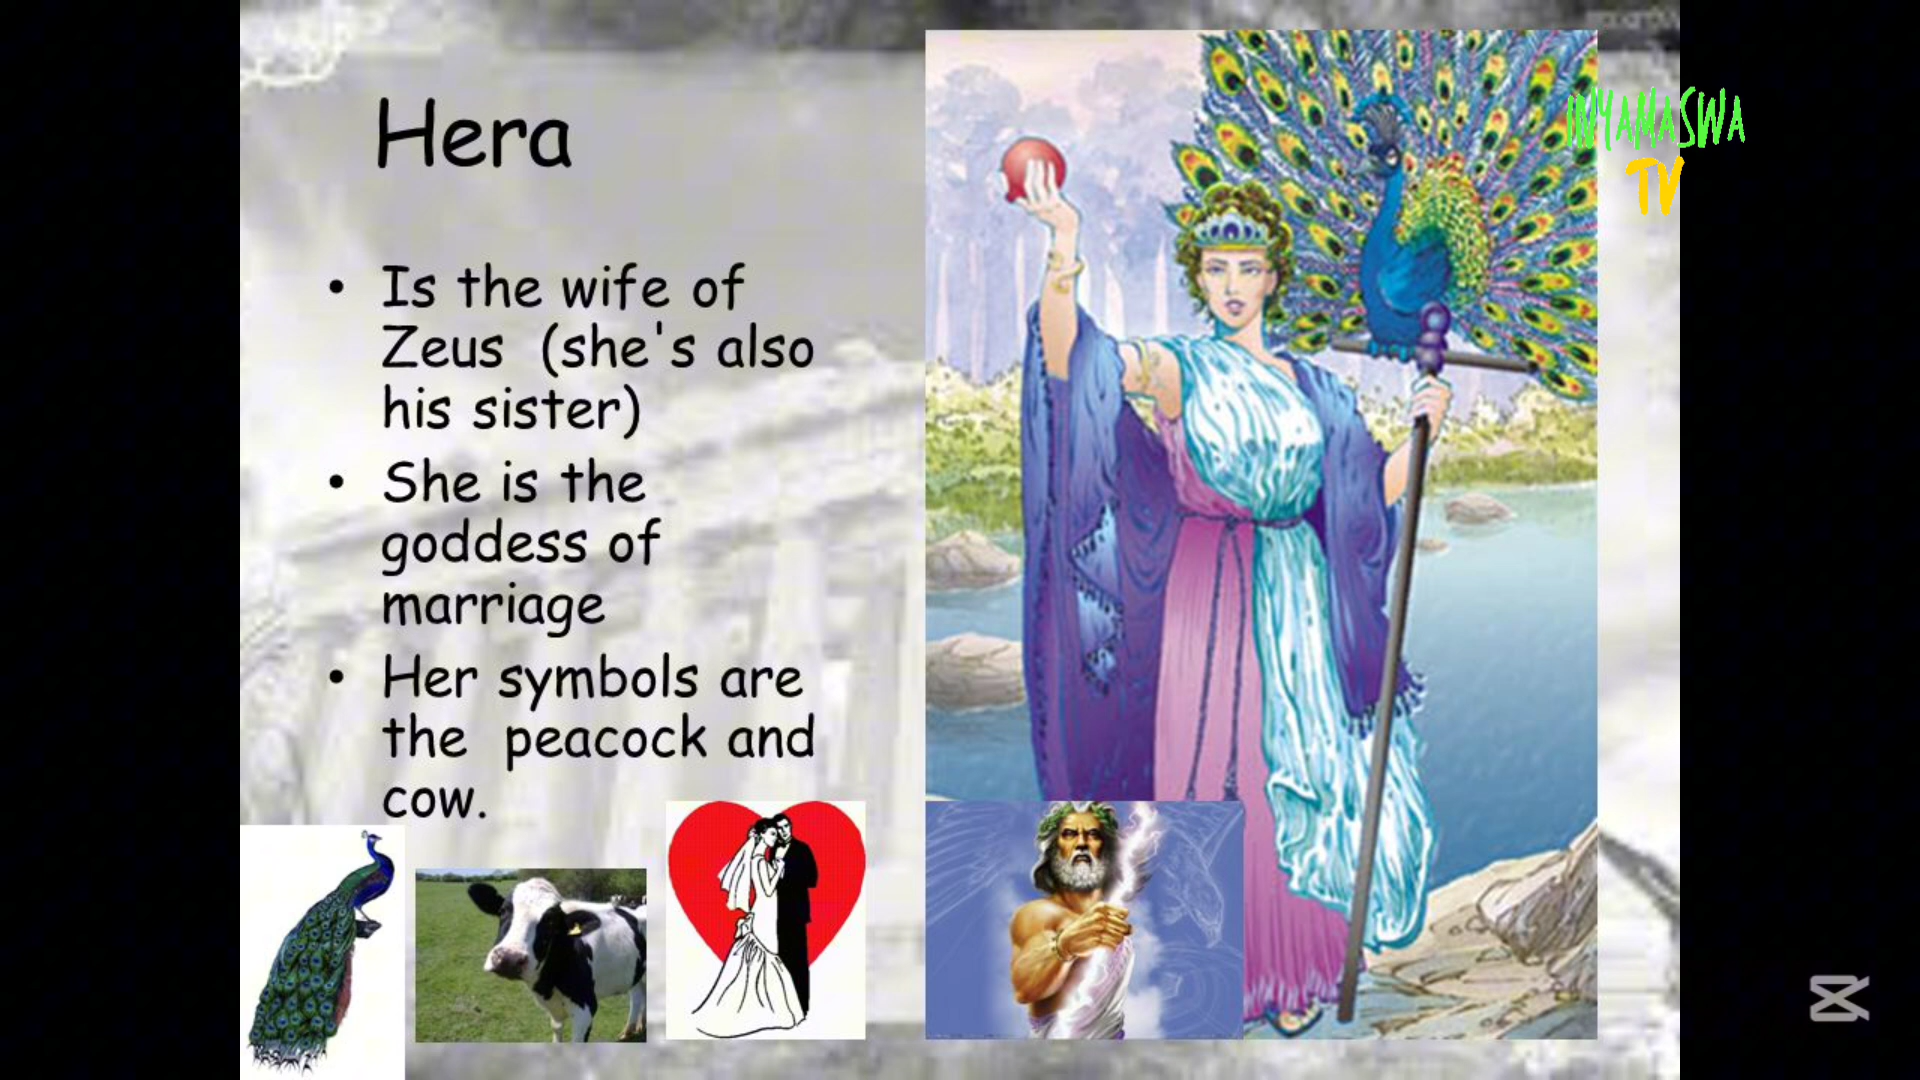 Hera
• Is the wife of
Zeus (she's also
his sister)
• She is the
goddess of
marriage
• Her symbols are
the peacock and
cow.
INYAMASWA
TV